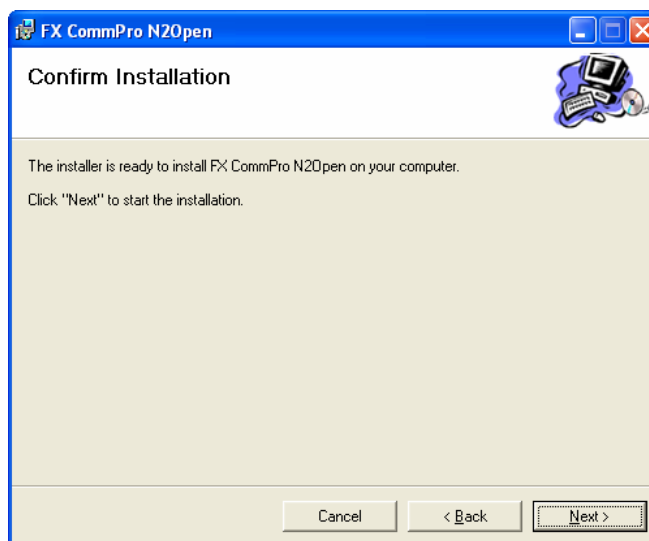 FX CommPro N2Open
Confirm Installation
The installer is ready to install FX CommPro N2Open on your computer.
Click "Next" to start the installation.
Cancel
< Back
Next >